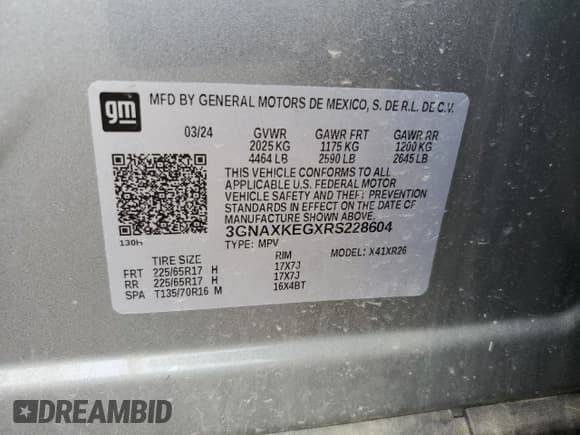 gm
MFD BY GENERAL MOTORS DE MEXICO, S. DE R.L. DE C.V.
03/24 GVWR GAWR FRT GAWR RR
2025 KG 1175 KG 1200 KG
4464 LB 2590 LB 2645 LB
THIS VEHICLE CONFORMS TO ALL
APPLICABLE U.S. FEDERAL MOTOR
VEHICLE SAFETY AND THEFT PREVENTION
STANDARDS IN EFFECT ON THE DATE OF
MANUFACTURE SHOWN ABOVE.
3GNAXKEGXRS228604
130H
TYPE: MPV MODEL: X41XR26
TIRE SIZE RIM
FRT 225/65R17 H 17X7J
RR 225/65R17 H 17X7J
SPA T135/70R16 M 16X4BT
DREAMBID